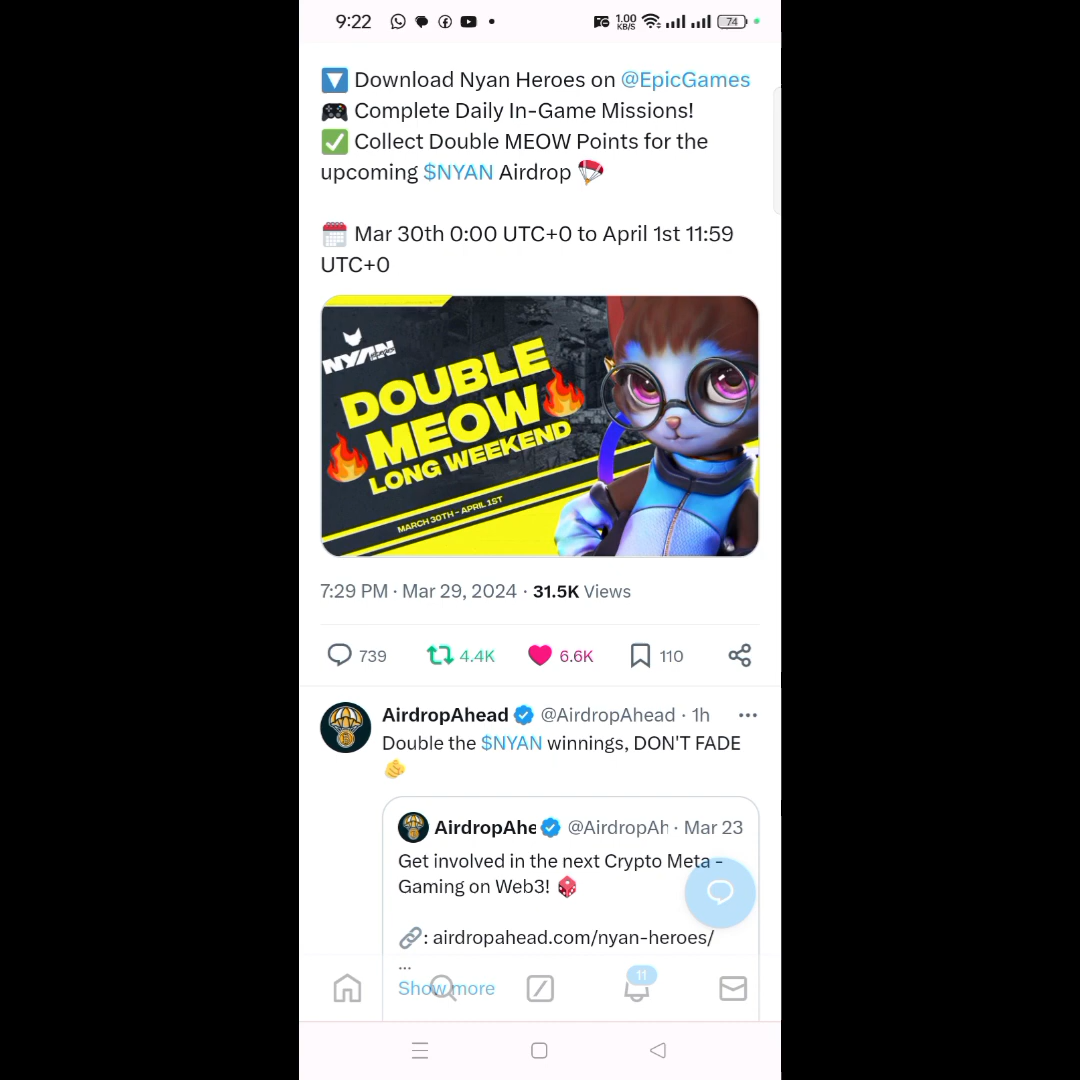 9:22
1.00
KB/S
74
Download Nyan Heroes on @EpicGames
Complete Daily In-Game Missions!
Collect Double MEOW Points for the
upcoming $NYAN Airdrop
Mar 30th 0:00 UTC+0 to April 1st 11:59
UTC+0
NYAN
HEROES
DOUBLE
MEOW
LONG WEEKEND
MARCH 30TH - APRIL 1ST
7:29 PM · Mar 29, 2024 · 31.5K Views
739
4.4K
6.6K
110
AirdropAhead @AirdropAhead · 1h
Double the $NYAN winnings, DON'T FADE
AirdropAhe @AirdropAh · Mar 23
Get involved in the next Crypto Meta -
Gaming on Web3!
: airdropahead.com/nyan-heroes/
...
Show more
11